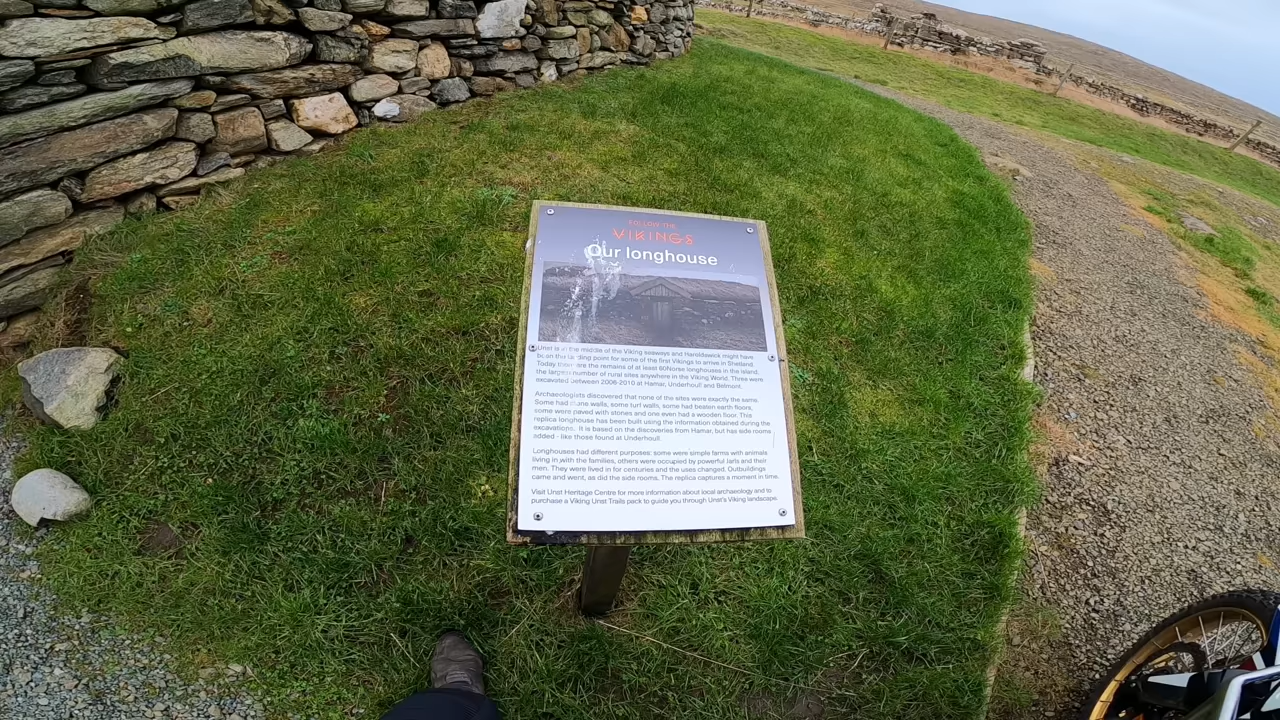 FOLLOW THE
VIKINGS
Our longhouse
Unst is in the middle of the Viking seaways and Haroldswick might have
been the landing point for some of the first Vikings to arrive in Shetland.
Today there are the remains of at least 60Norse longhouses in the island,
the largest number of rural sites anywhere in the Viking World. Three were
excavated between 2006-2010 at Hamar, Underhoull and Belmont.
Archaeologists discovered that none of the sites were exactly the same.
Some had stone walls, some turf walls, some had beaten earth floors,
some were paved with stones and one even had a wooden floor. This
replica longhouse has been built using the information obtained during the
excavations. It is based on the discoveries from Hamar, but has side rooms
added - like those found at Underhoull.
Longhouses had different purposes: some were simple farms with animals
living in with the families, others were occupied by powerful Jarls and their
men. They were lived in for centuries and the uses changed. Outbuildings
came and went, as did the side rooms. The replica captures a moment in time.
Visit Unst Heritage Centre for more information about local archaeology and to
purchase a Viking Unst Trails pack to guide you through Unst's Viking landscape.